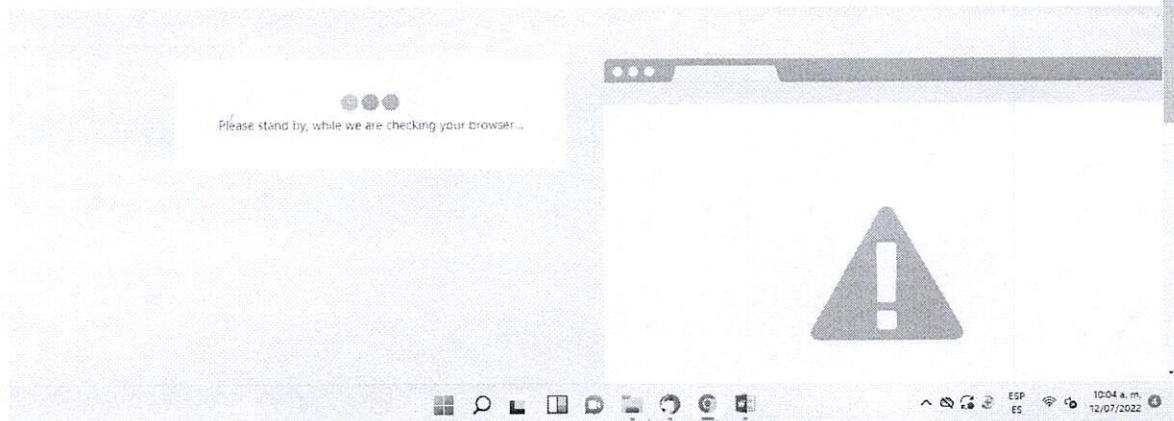 Please stand by, while we are checking your browser...
ESP
ES
10:04 a. m.
12/07/2022